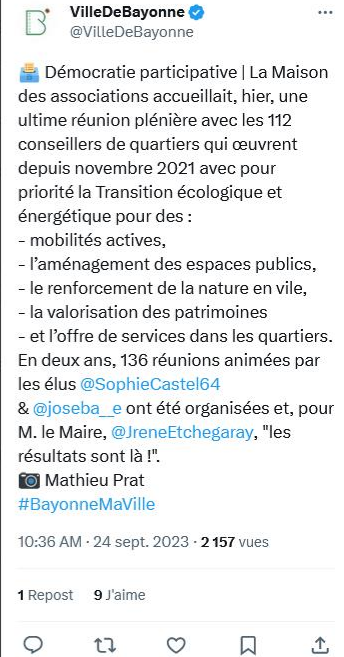 VilleDeBayonne
@VilleDeBayonne
🗳️ Démocratie participative | La Maison
des associations accueillait, hier, une
ultime réunion plénière avec les 112
conseillers de quartiers qui œuvrent
depuis novembre 2021 avec pour
priorité la Transition écologique et
énergétique pour des :
- mobilités actives,
- l’aménagement des espaces publics,
- le renforcement de la nature en ville,
- la valorisation des patrimoines
- et l’offre de services dans les quartiers.
En deux ans, 136 réunions animées par
les élus @SophieCastel64
& @joseba__e ont été organisées et, pour
M. le Maire, @JreneEtchegaray, "les
résultats sont là !".
📷 Mathieu Prat
#BayonneMaVille
10:36 AM · 24 sept. 2023 · 2 157 vues
1 Repost 9 J'aime